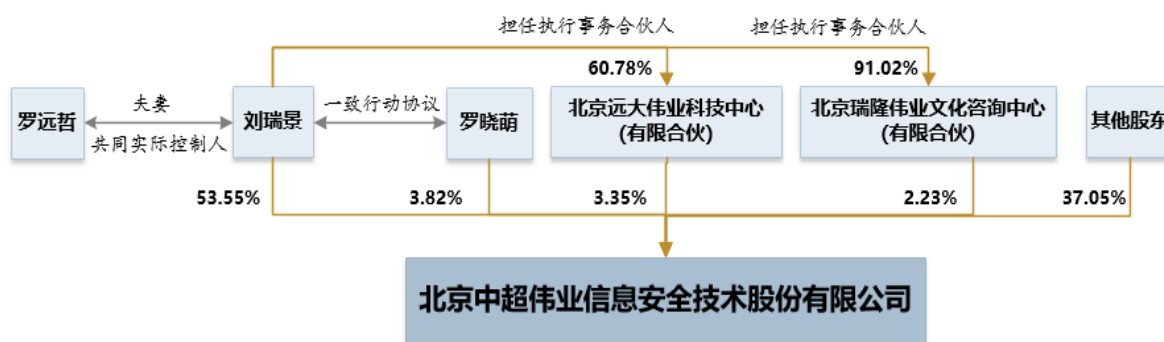 担任执行事务合伙人 担任执行事务合伙人
60.78% 91.02%
罗远哲
夫妻
共同实际控制人
刘瑞景
一致行动协议
罗晓萌
北京远大伟业科技中心
(有限合伙)
北京瑞隆伟业文化咨询中心
(有限合伙)
其他股东
53.55% 3.82% 3.35% 2.23% 37.05%
北京中超伟业信息安全技术股份有限公司